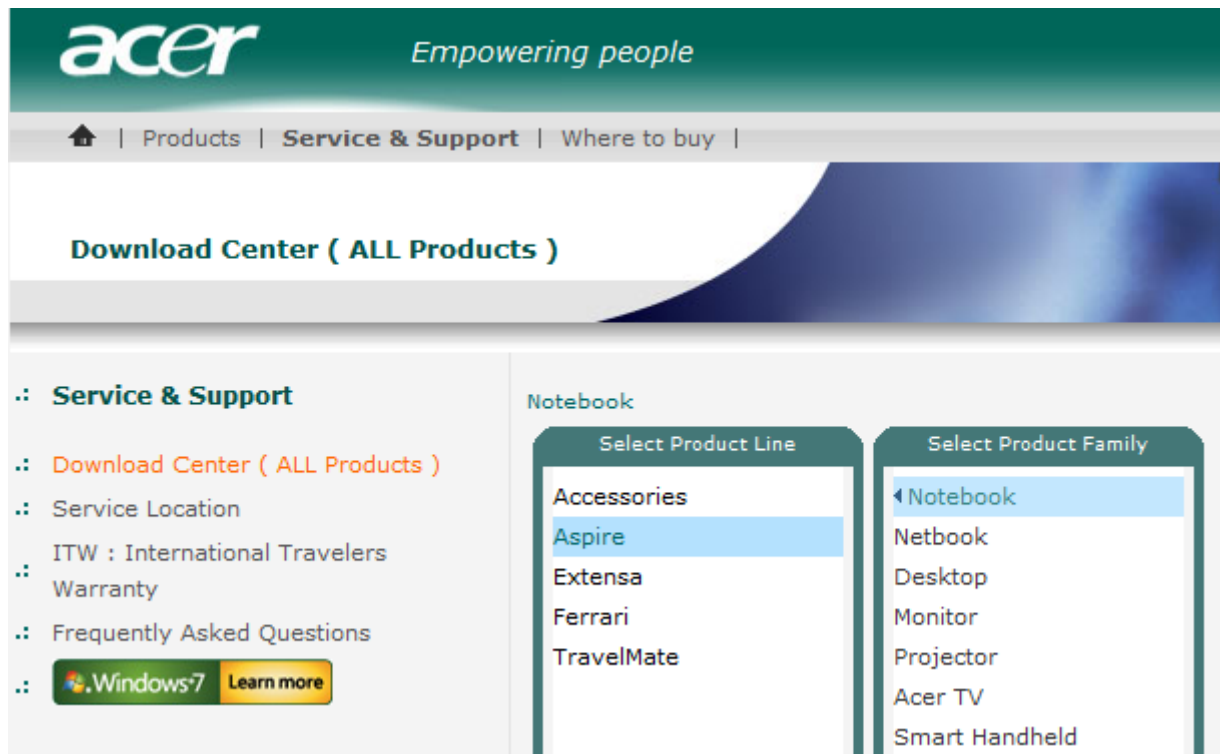 acer
Empowering people
| Products | Service & Support | Where to buy |
Download Center ( ALL Products )
Service & Support
Download Center ( ALL Products )
Service Location
ITW : International Travelers
Warranty
Frequently Asked Questions
Windows 7 Learn more
Notebook
Select Product Line
Accessories
Aspire
Extensa
Ferrari
TravelMate
Select Product Family
Notebook
Netbook
Desktop
Monitor
Projector
Acer TV
Smart Handheld